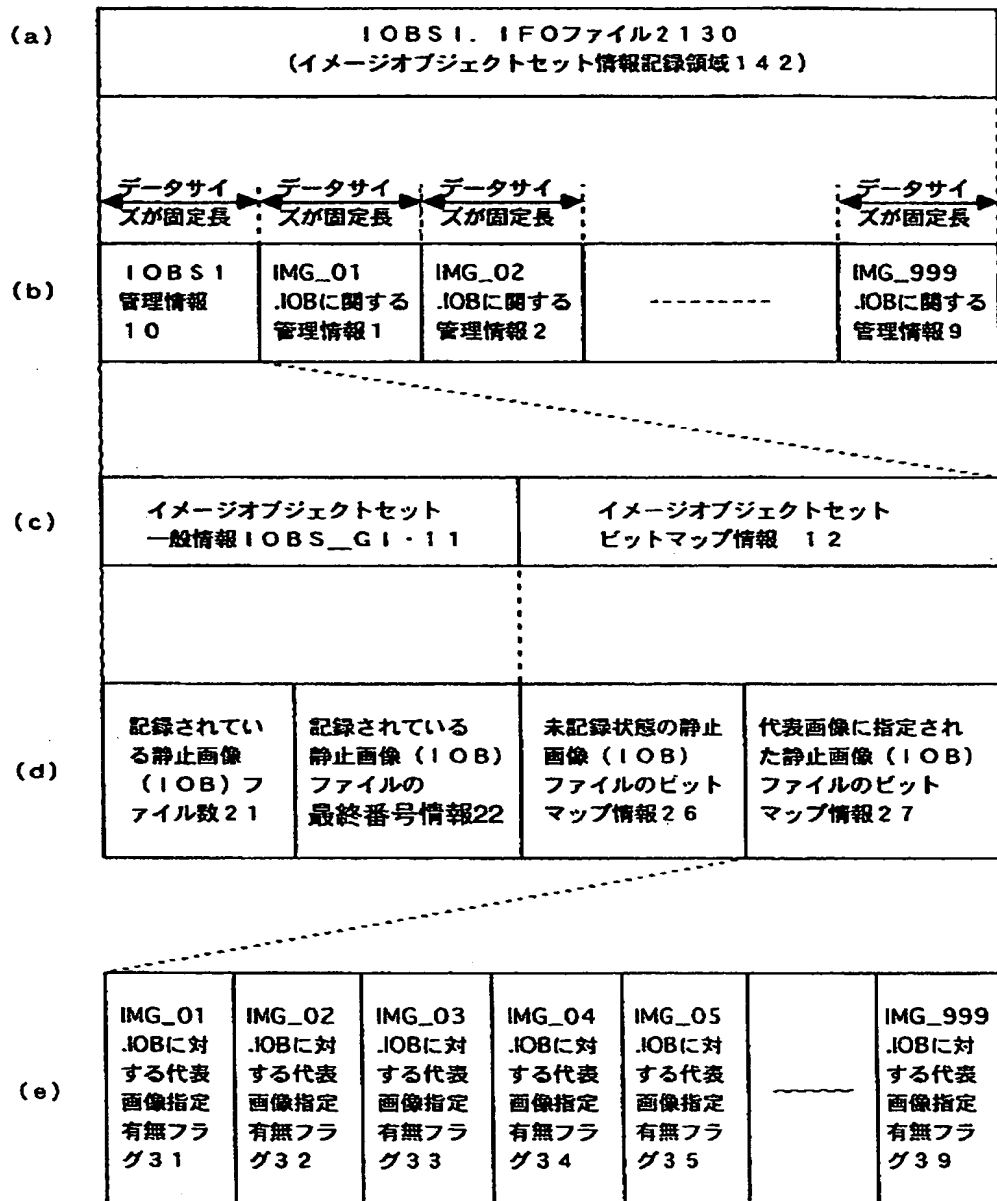 (a)
IOBSI. IFOファイル2130
(イメージオブジェクトセット情報記録領域142)
データサイ
ズが固定長
データサイ
ズが固定長
データサイ
ズが固定長
データサイ
ズが固定長
(b)
IOBSI
管理情報
10
IMG_01
.IOBに関する
管理情報1
IMG_02
.IOBに関する
管理情報2
IMG_999
.IOBに関する
管理情報9
(c)
イメージオブジェクトセット
一般情報IOBS_GI・11
イメージオブジェクトセット
ビットマップ情報 12
(d)
記録されてい
る静止画像
(IOB)フ
ァイル数21
記録されている
静止画像(IOB)
ファイルの
最終番号情報22
未記録状態の静止
画像(IOB)
ファイルのビット
マップ情報26
代表画像に指定され
た静止画像(IOB)
ファイルのビット
マップ情報27
(e)
IMG_01
.IOBに対
する代表
画像指定
有無フラ
グ31
IMG_02
.IOBに対
する代表
画像指定
有無フラ
グ32
IMG_03
.IOBに対
する代表
画像指定
有無フラ
グ33
IMG_04
.IOBに対
する代表
画像指定
有無フラ
グ34
IMG_05
.IOBに対
する代表
画像指定
有無フラ
グ35
IMG_999
.IOBに対
する代表
画像指定
有無フラ
グ39